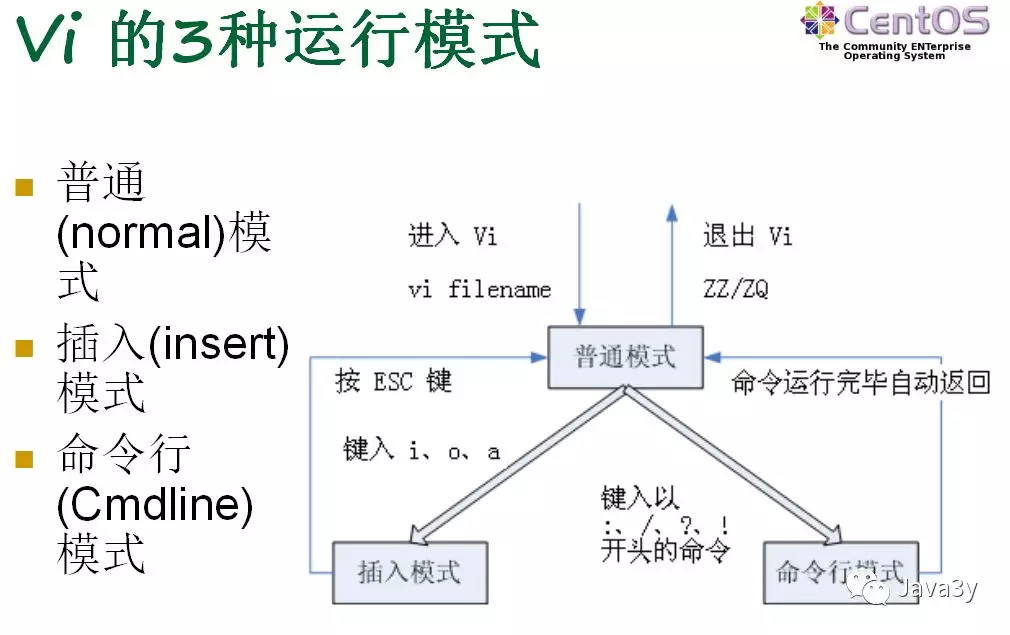 Vi 的3种运行模式
CentOS
The Community ENTerprise
Operating System
普通
(normal)模
式
插入(insert)
模式
命令行
(Cmdline)
模式
进入 Vi
vi filename
退出 Vi
ZZ/ZQ
普通模式
按 ESC 键
命令运行完毕自动返回
键入 i、o、a
键入以
:、/、?、!
开头的命令
插入模式
命令行模式
Java3y